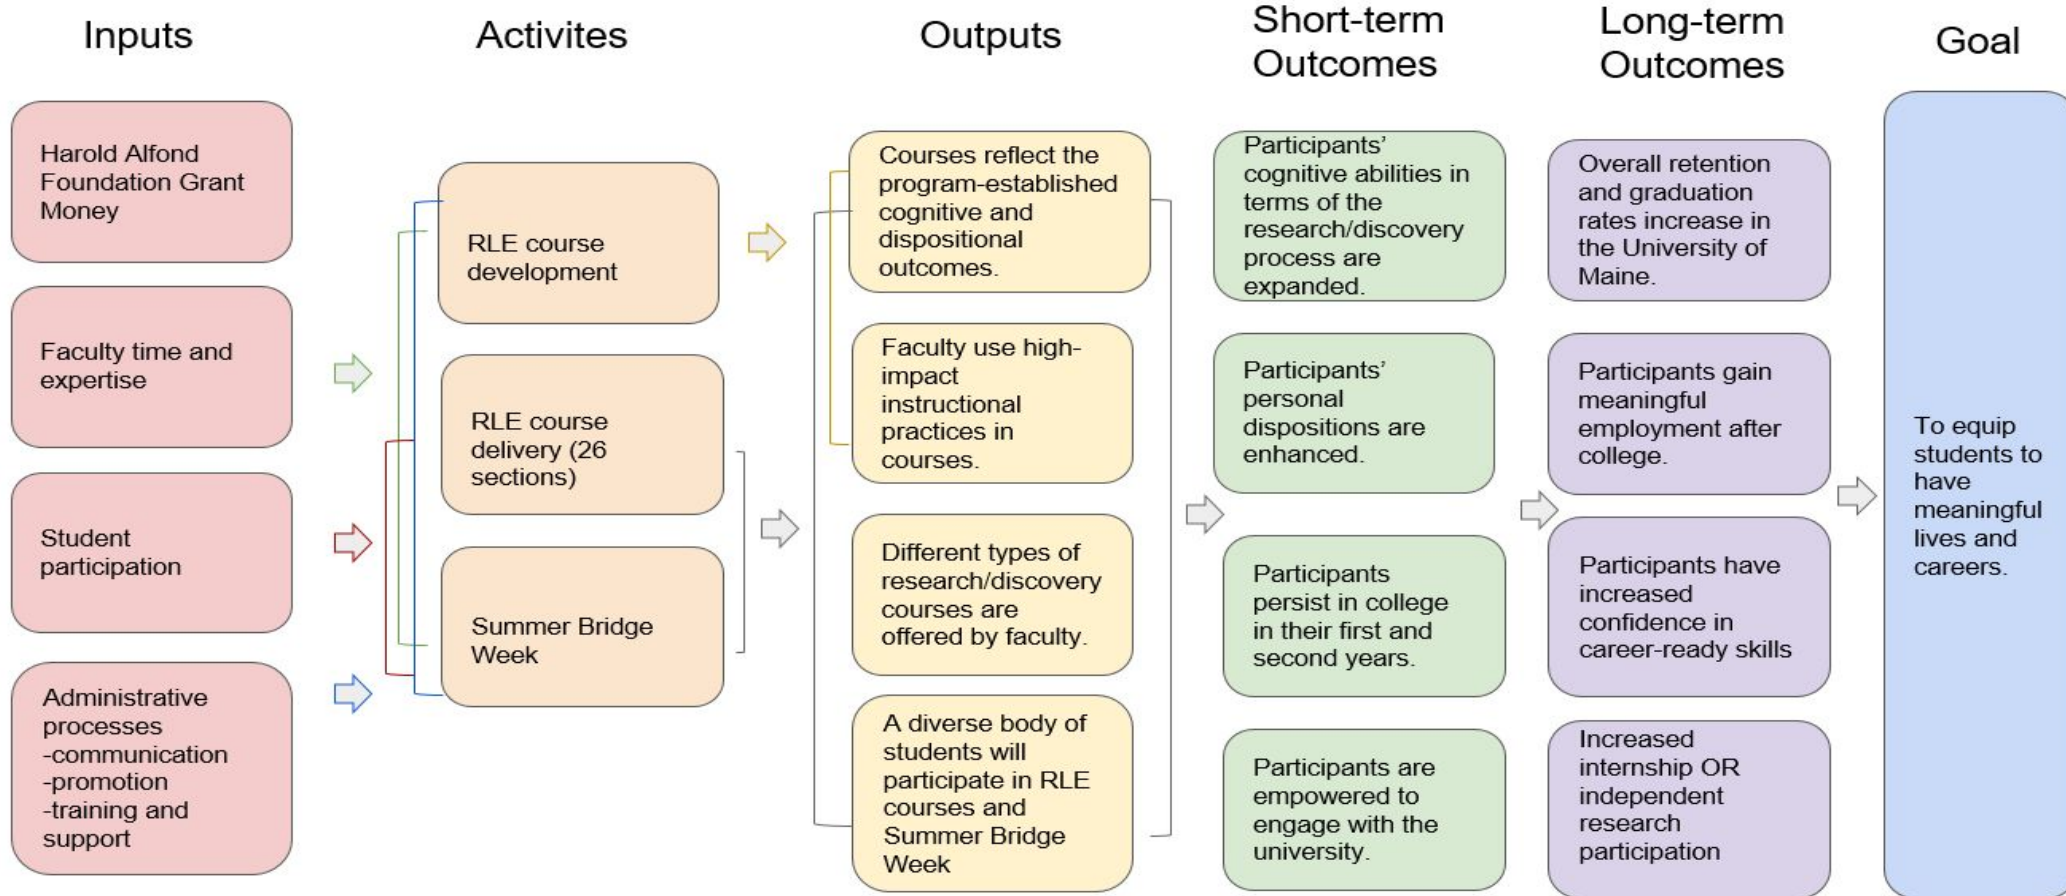 Inputs
Activites
Outputs
Short-term
Outcomes
Long-term
Outcomes
Goal
Harold Alfond
Foundation Grant
Money
Faculty time and
expertise
Student
participation
Administrative
processes
-communication
-promotion
-training and
support
RLE course
development
RLE course
delivery (26
sections)
Summer Bridge
Week
Courses reflect the
program-established
cognitive and
dispositional
outcomes.
Faculty use high-
impact
instructional
practices in
courses.
Different types of
research/discovery
courses are
offered by faculty.
A diverse body of
students will
participate in RLE
courses and
Summer Bridge
Week
Participants’
cognitive abilities in
terms of the
research/discovery
process are
expanded.
Participants’
personal
dispositions are
enhanced.
Participants
persist in college
in their first and
second years.
Participants are
empowered to
engage with the
university.
Overall retention
and graduation
rates increase in
the University of
Maine.
Participants gain
meaningful
employment after
college.
Participants have
increased
confidence in
career-ready skills
Increased
internship OR
independent
research
participation
To equip
students to
have
meaningful
lives and
careers.